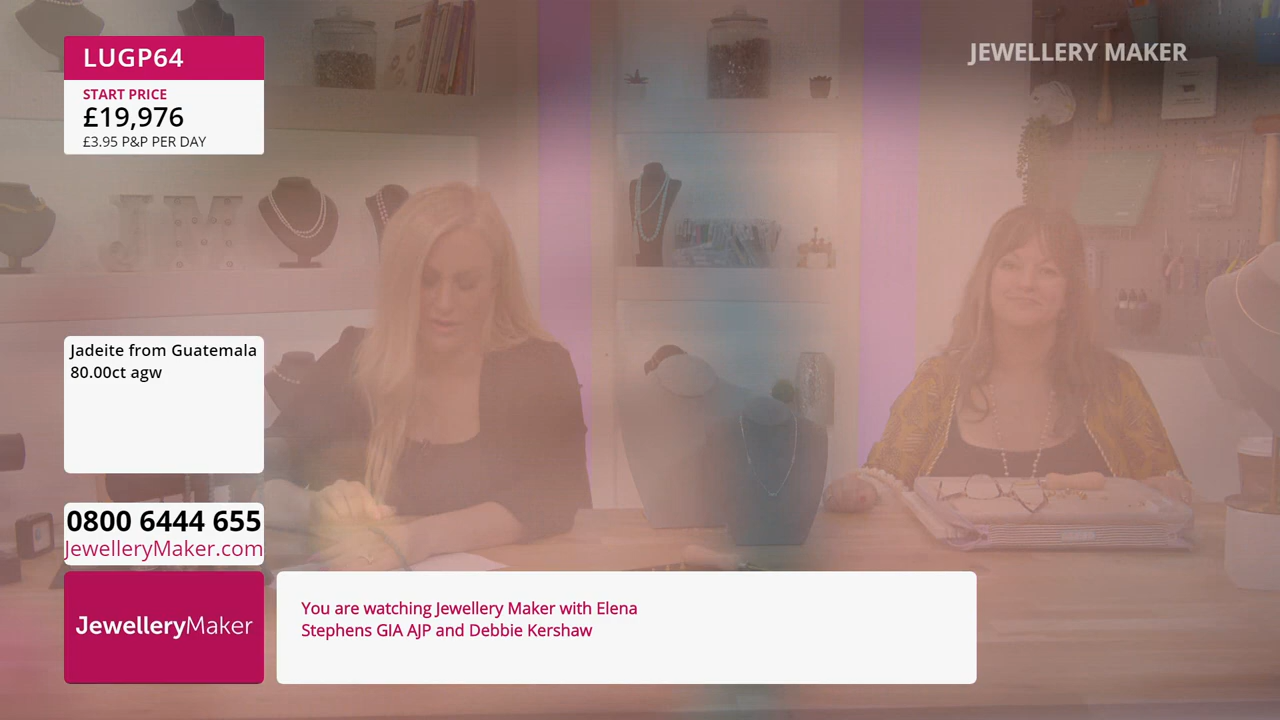 LUGP64
START PRICE
£19,976
£3.95 P&P PER DAY
JEWELLERY MAKER
JM
Jadeite from Guatemala
80.00ct agw
0800 6444 655
JewelleryMaker.com
JewelleryMaker
You are watching Jewellery Maker with Elena
Stephens GIA AJP and Debbie Kershaw